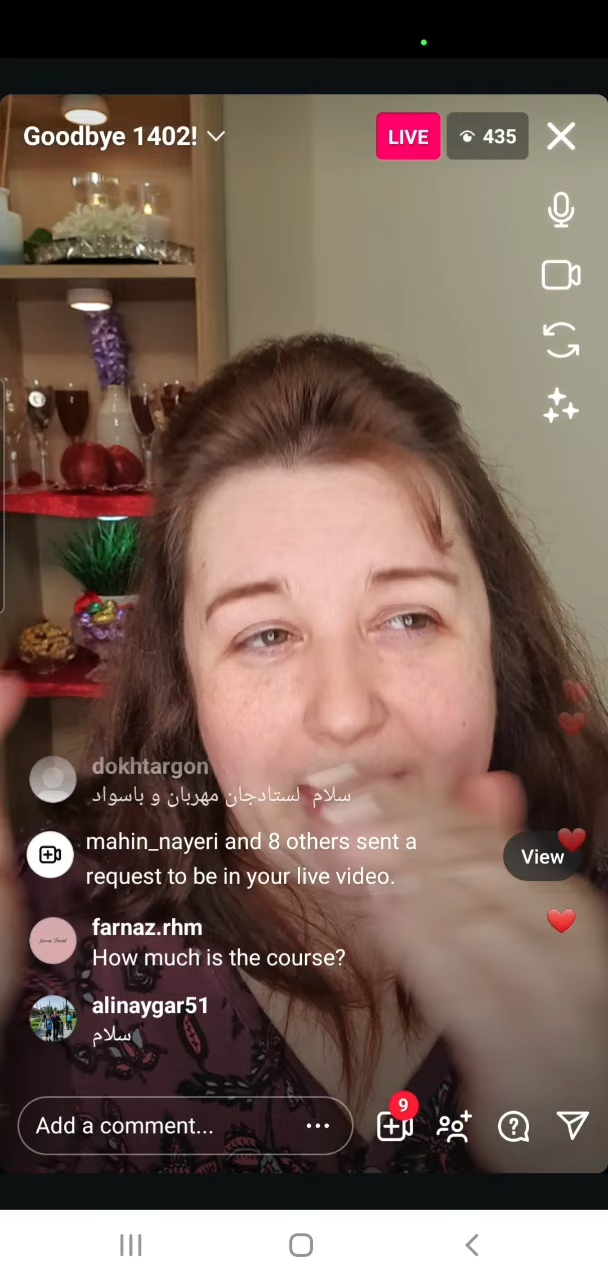 Goodbye 1402!
LIVE
435
dokhtargon
سلام لستادجان مهربان و باسواد
mahin_nayeri and 8 others sent a
request to be in your live video.
View
farnaz.rhm
How much is the course?
alinaygar51
سلام
Add a comment...
9